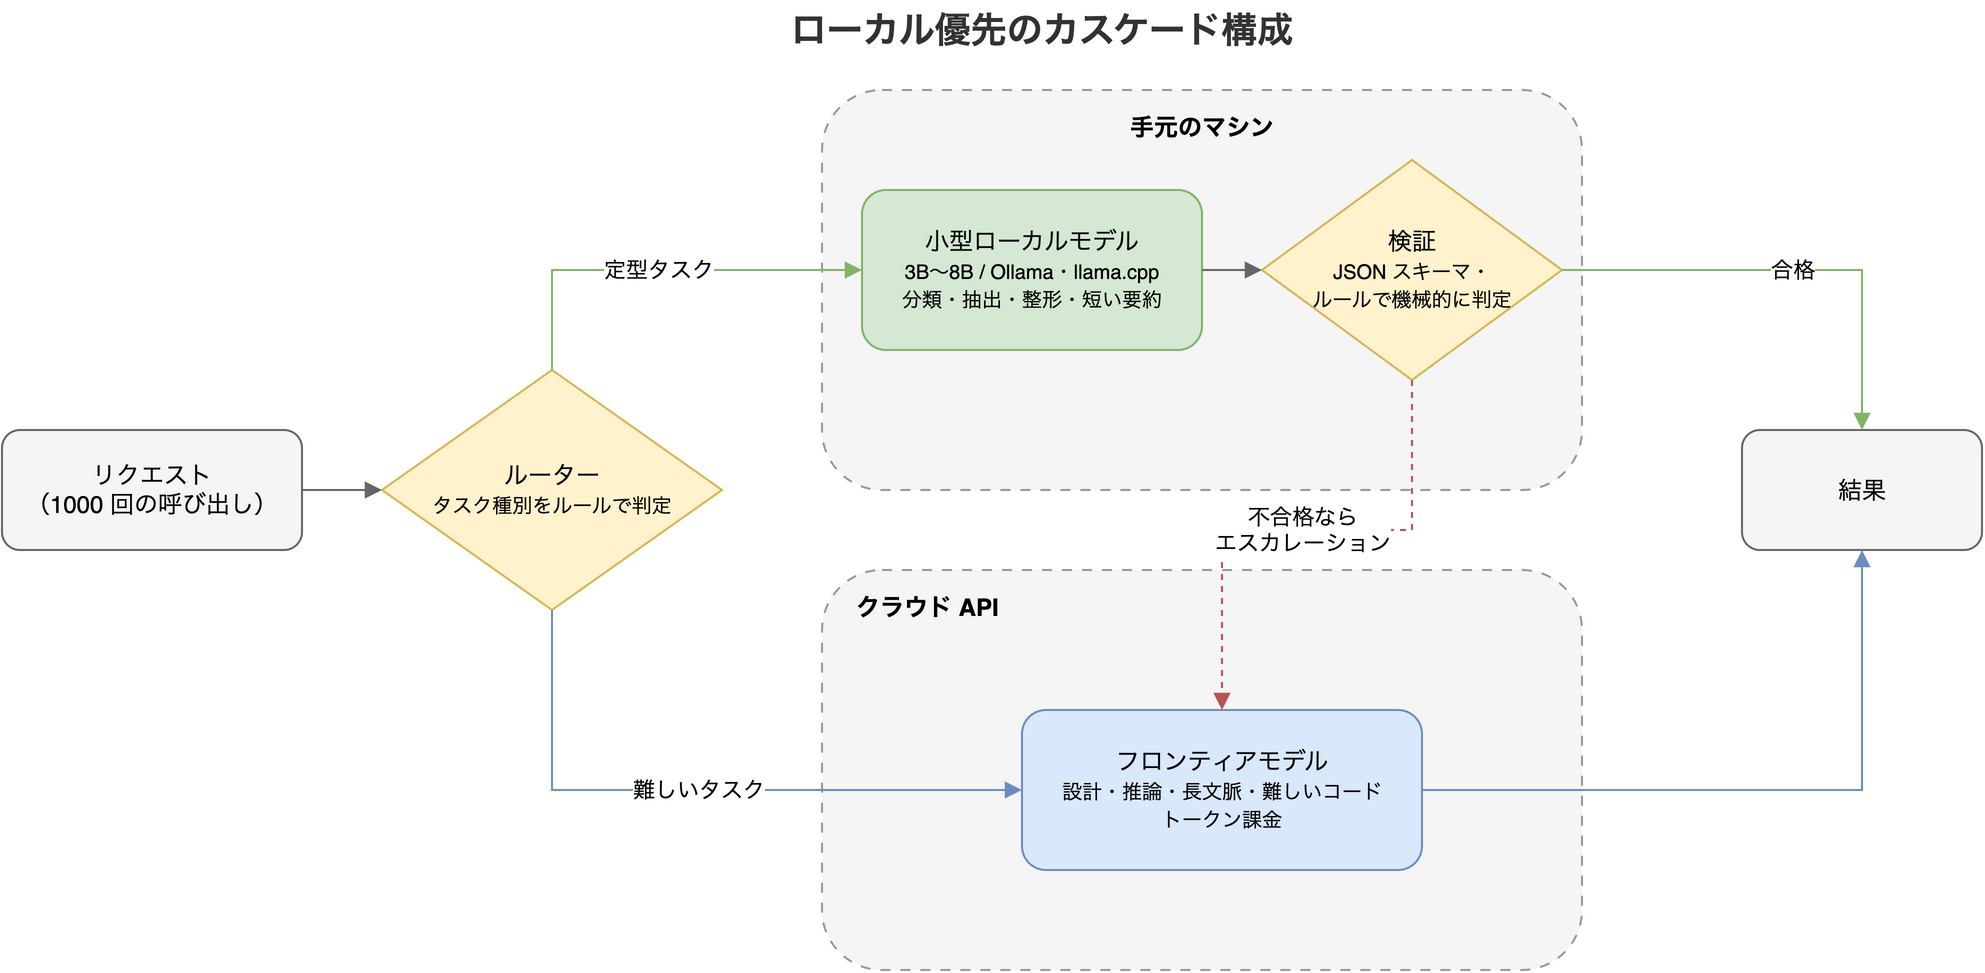 ローカル優先のカスケード構成
手元のマシン
小型ローカルモデル
3B〜8B / Ollama・llama.cpp
分類・抽出・整形・短い要約
検証
JSON スキーマ・
ルールで機械的に判定
定型タスク
合格
リクエスト
（1000 回の呼び出し）
ルーター
タスク種別をルールで判定
結果
不合格なら
エスカレーション
クラウド API
フロンティアモデル
設計・推論・長文脈・難しいコード
トークン課金
難しいタスク